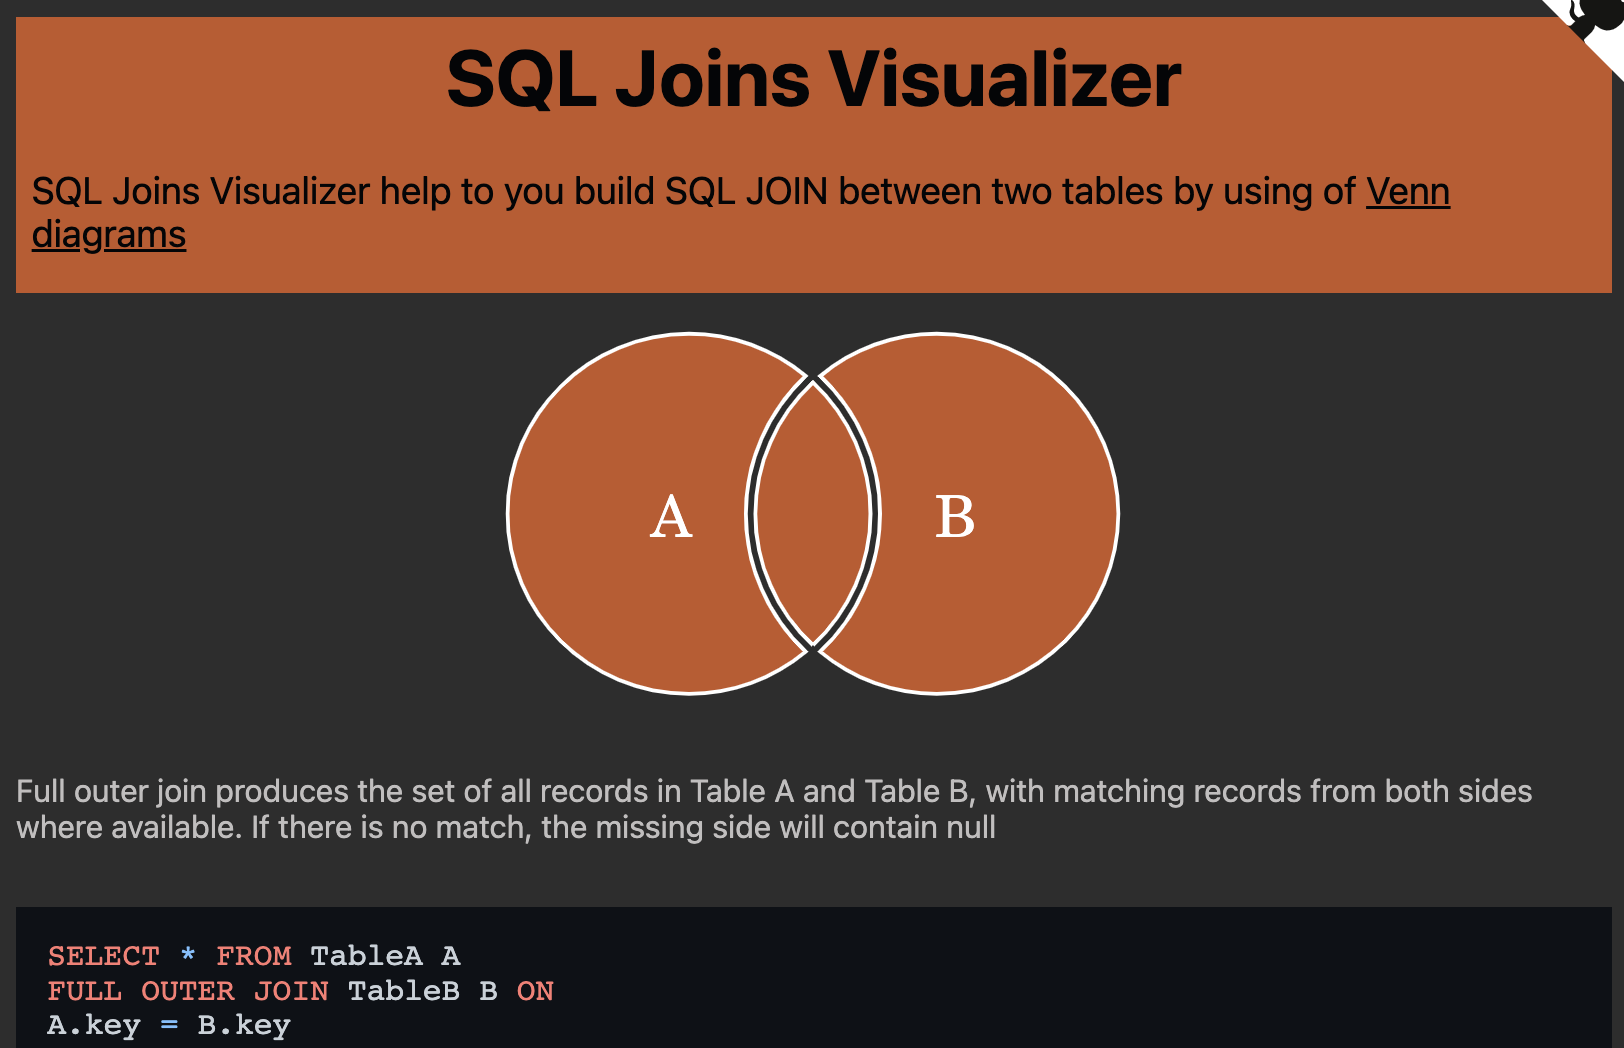 SQL Joins Visualizer
SQL Joins Visualizer help to you build SQL JOIN between two tables by using of Venn
diagrams
A
B
Full outer join produces the set of all records in Table A and Table B, with matching records from both sides
where available. If there is no match, the missing side will contain null
SELECT * FROM TableA A
FULL OUTER JOIN TableB B ON
A.key = B.key